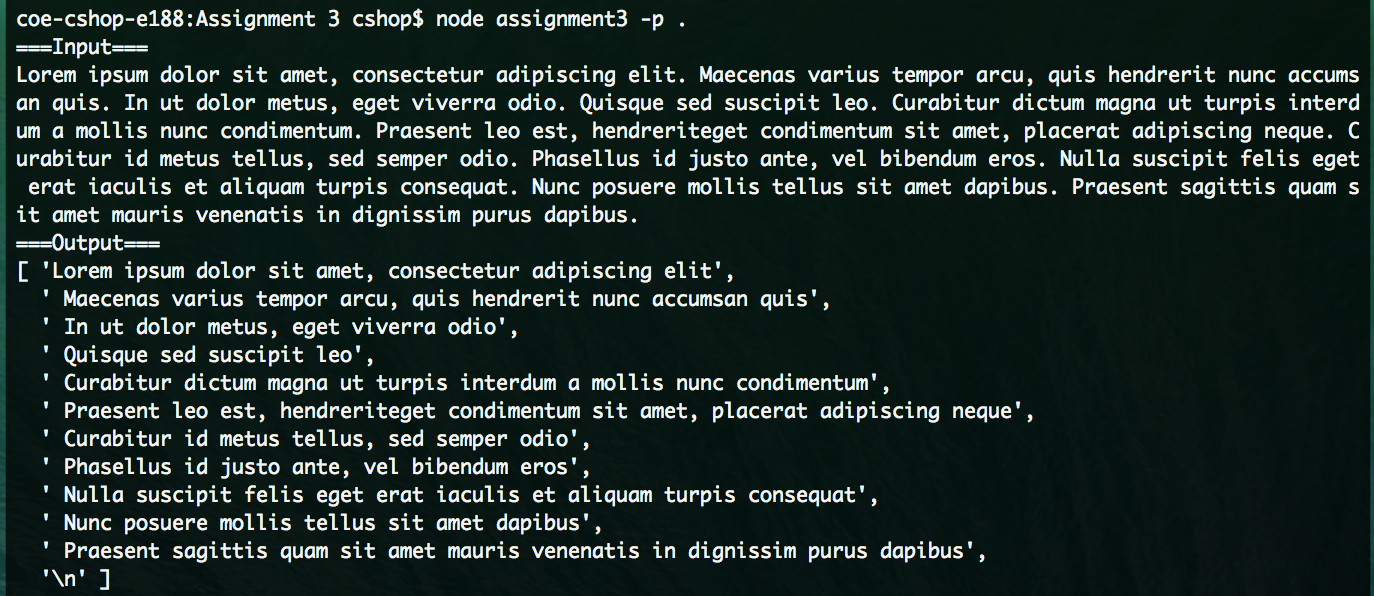 coe-cshop-e188:Assignment 3 cshop$ node assignment3 -p .
===Input===
Lorem ipsum dolor sit amet, consectetur adipiscing elit. Maecenas varius tempor arcu, quis hendrerit nunc accums
an quis. In ut dolor metus, eget viverra odio. Quisque sed suscipit leo. Curabitur dictum magna ut turpis interd
um a mollis nunc condimentum. Praesent leo est, hendreriteget condimentum sit amet, placerat adipiscing neque. C
urabitur id metus tellus, sed semper odio. Phasellus id justo ante, vel bibendum eros. Nulla suscipit felis eget
 erat iaculis et aliquam turpis consequat. Nunc posuere mollis tellus sit amet dapibus. Praesent sagittis quam s
it amet mauris venenatis in dignissim purus dapibus.
===Output===
[ 'Lorem ipsum dolor sit amet, consectetur adipiscing elit',
  ' Maecenas varius tempor arcu, quis hendrerit nunc accumsan quis',
  ' In ut dolor metus, eget viverra odio',
  ' Quisque sed suscipit leo',
  ' Curabitur dictum magna ut turpis interdum a mollis nunc condimentum',
  ' Praesent leo est, hendreriteget condimentum sit amet, placerat adipiscing neque',
  ' Curabitur id metus tellus, sed semper odio',
  ' Phasellus id justo ante, vel bibendum eros',
  ' Nulla suscipit felis eget erat iaculis et aliquam turpis consequat',
  ' Nunc posuere mollis tellus sit amet dapibus',
  ' Praesent sagittis quam sit amet mauris venenatis in dignissim purus dapibus',
  '\n' ]